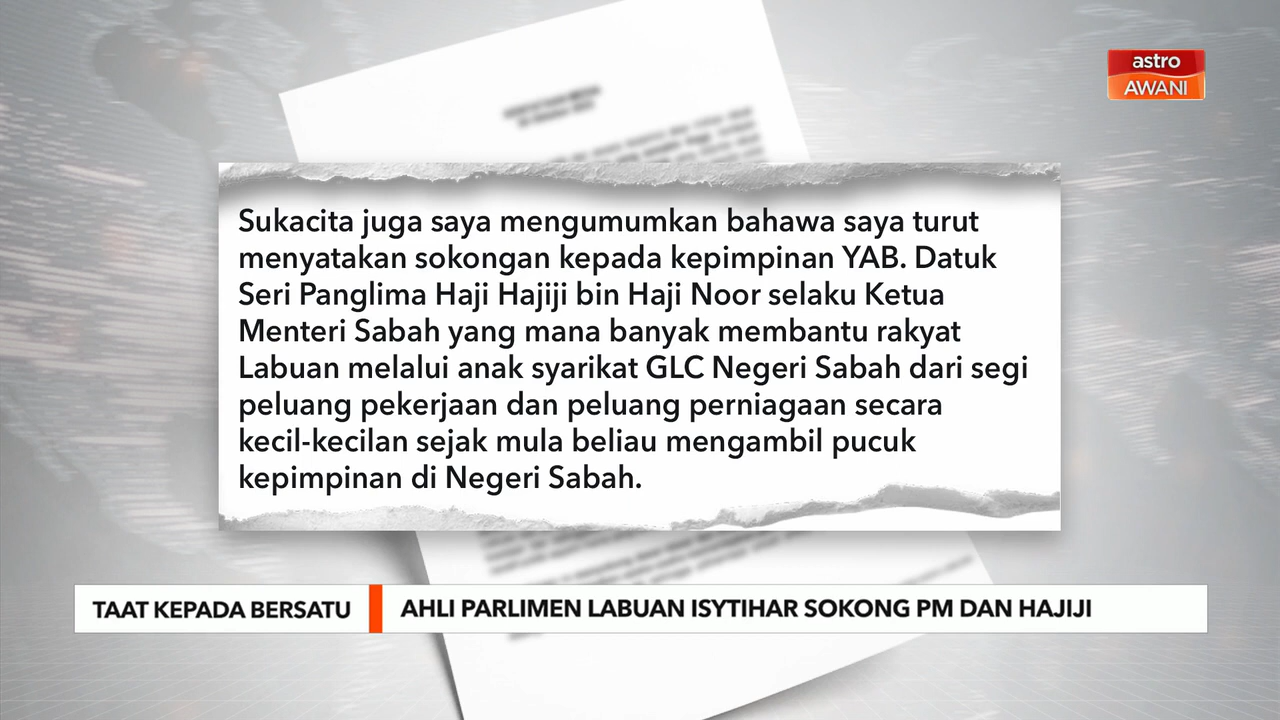 astro
AWANI
Sukacita juga saya mengumumkan bahawa saya turut
menyatakan sokongan kepada kepimpinan YAB. Datuk
Seri Panglima Haji Hajiji bin Haji Noor selaku Ketua
Menteri Sabah yang mana banyak membantu rakyat
Labuan melalui anak syarikat GLC Negeri Sabah dari segi
peluang pekerjaan dan peluang perniagaan secara
kecil-kecilan sejak mula beliau mengambil pucuk
kepimpinan di Negeri Sabah.
TAAT KEPADA BERSATU
AHLI PARLIMEN LABUAN ISYTIHAR SOKONG PM DAN HAJIJI